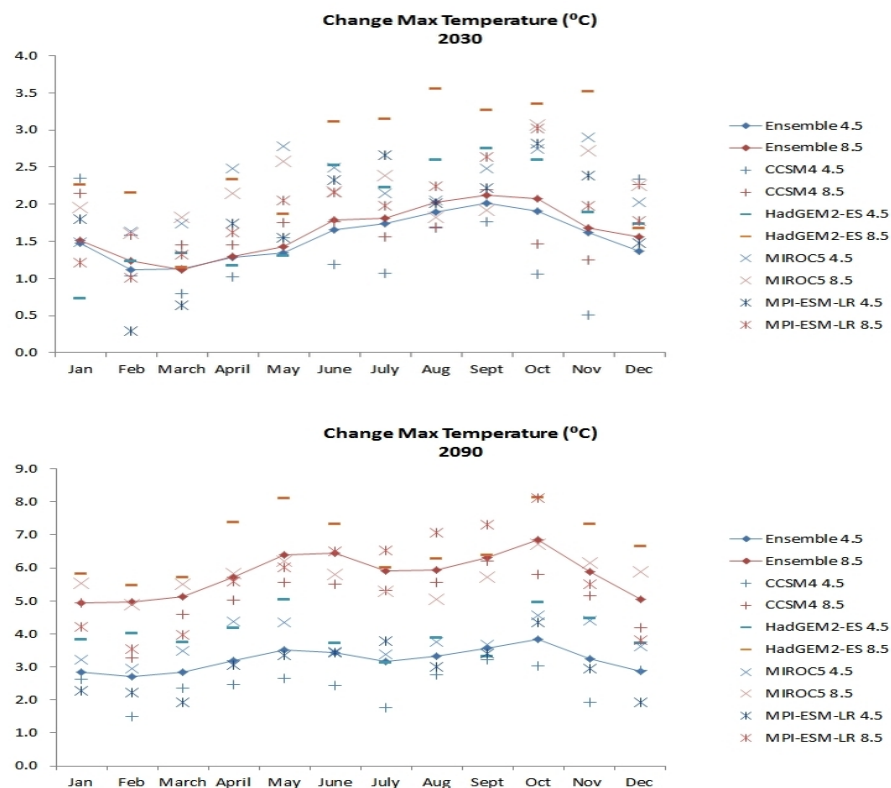 Change Max Temperature (⁰C)
2030
4.0
3.5
3.0
2.5
2.0
1.5
1.0
0.5
0.0
Jan Feb March April May June July Aug Sept Oct Nov Dec
Ensemble 4.5
Ensemble 8.5
CCSM4 4.5
CCSM4 8.5
HadGEM2-ES 4.5
HadGEM2-ES 8.5
MIROC5 4.5
MIROC5 8.5
MPI-ESM-LR 4.5
MPI-ESM-LR 8.5
Change Max Temperature (⁰C)
2090
9.0
8.0
7.0
6.0
5.0
4.0
3.0
2.0
1.0
0.0
Jan Feb March April May June July Aug Sept Oct Nov Dec
Ensemble 4.5
Ensemble 8.5
CCSM4 4.5
CCSM4 8.5
HadGEM2-ES 4.5
HadGEM2-ES 8.5
MIROC5 4.5
MIROC5 8.5
MPI-ESM-LR 4.5
MPI-ESM-LR 8.5